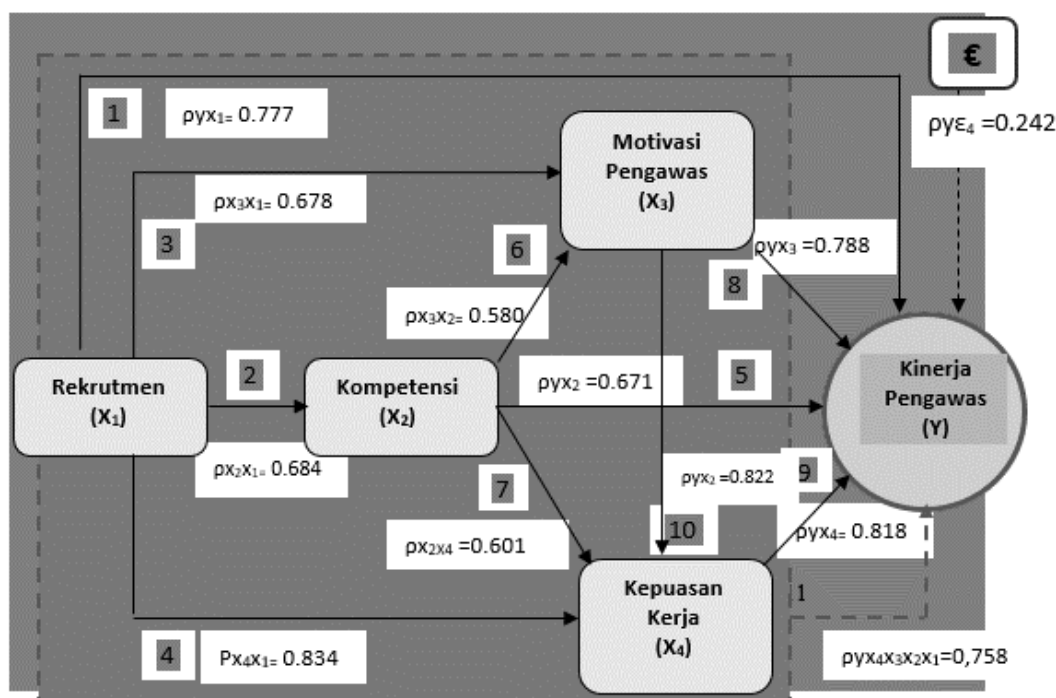 €
1
ρyx₁₌ 0.777
ρyε₄ =0.242
Motivasi
Pengawas
(X₃)
ρx₃x₁₌ 0.678
3
6
ρyx₃ =0.788
8
ρx₃x₂₌ 0.580
Rekrutmen
(X₁)
2
Kompetensi
(X₂)
ρyx₂ =0.671
5
Kinerja
Pengawas
(Y)
ρx₂x₁₌ 0.684
7
ρyx₂ =0.822
9
10
ρyx₄= 0.818
ρx₂ₓ₄ =0.601
Kepuasan
Kerja
(X₄)
1
4
Px₄x₁₌ 0.834
ρyx₄x₃x₂x₁=0,758